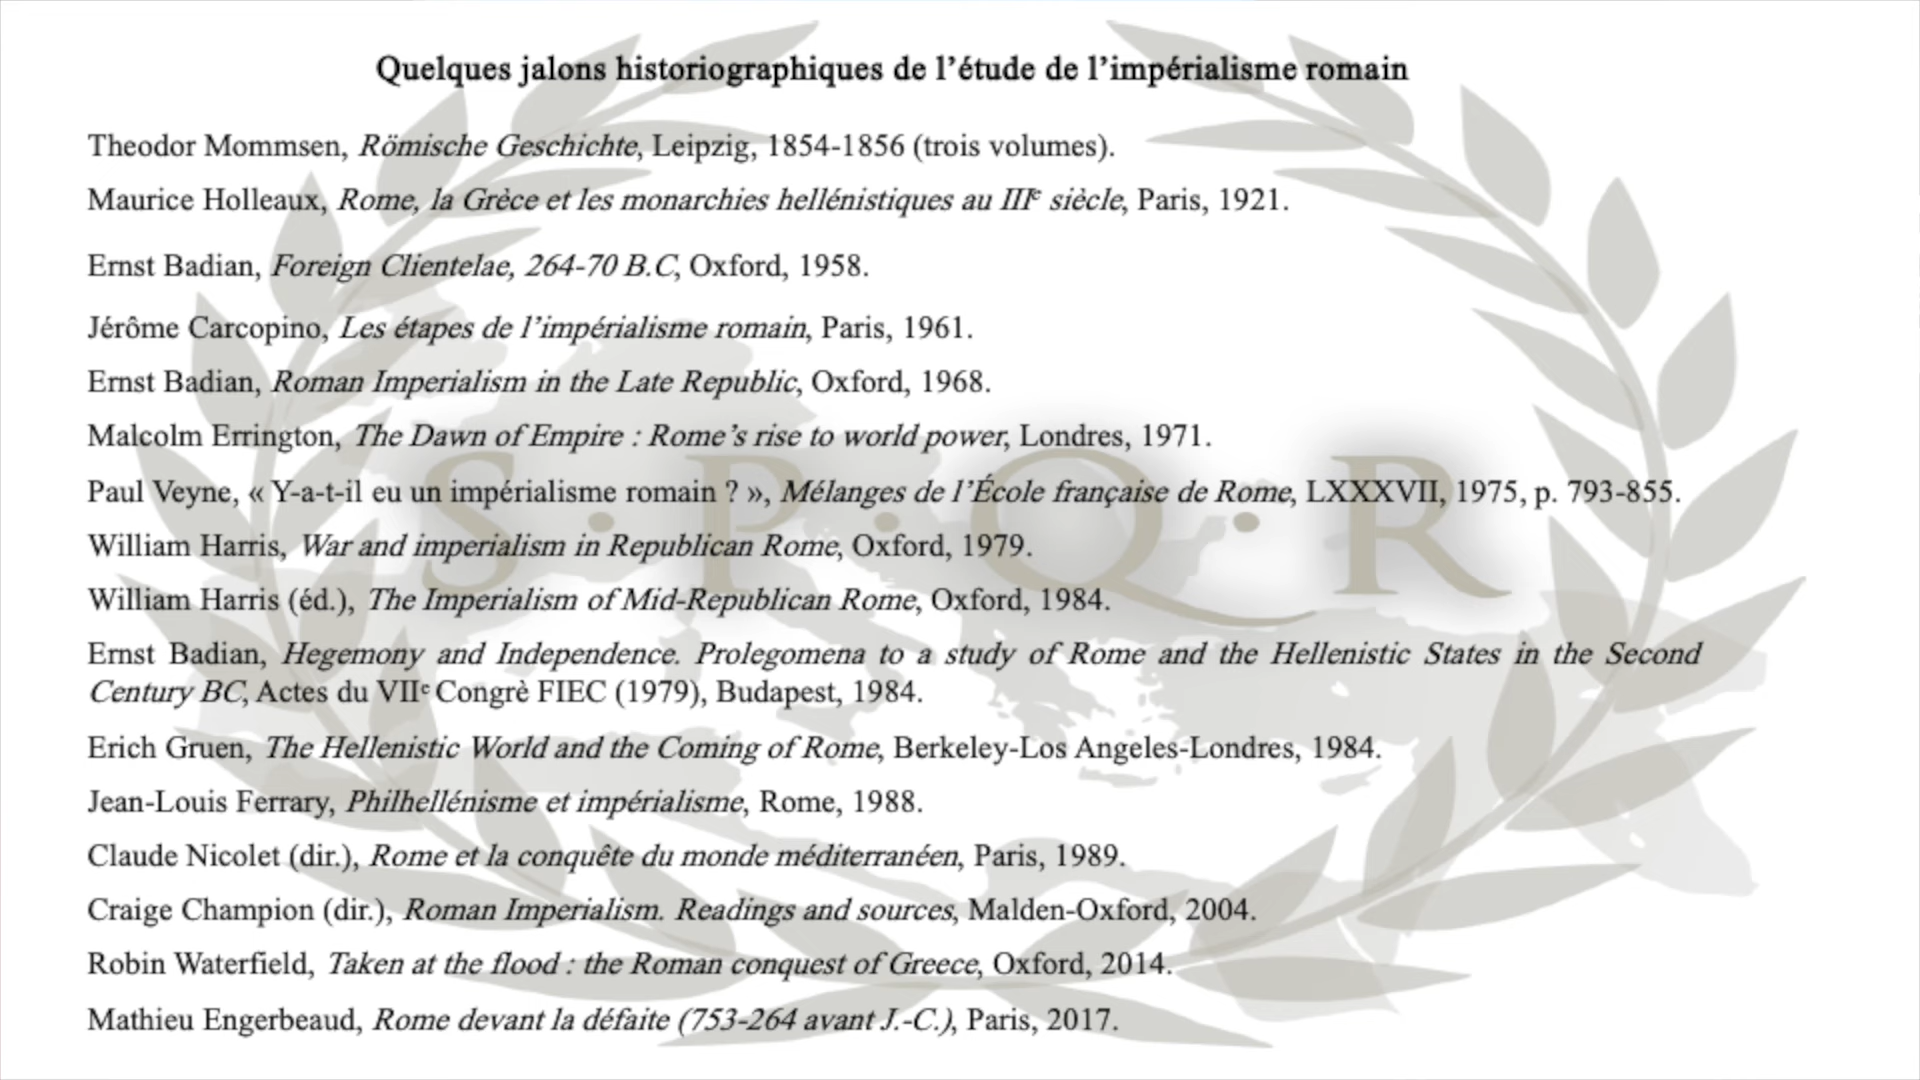 Quelques jalons historiographiques de l’étude de l’impérialisme romain
Theodor Mommsen, Römische Geschichte, Leipzig, 1854-1856 (trois volumes).
Maurice Holleaux, Rome, la Grèce et les monarchies hellénistiques au IIIe siècle, Paris, 1921.
Ernst Badian, Foreign Clientelae, 264-70 B.C, Oxford, 1958.
Jérôme Carcopino, Les étapes de l’impérialisme romain, Paris, 1961.
Ernst Badian, Roman Imperialism in the Late Republic, Oxford, 1968.
Malcolm Errington, The Dawn of Empire : Rome’s rise to world power, Londres, 1971.
Paul Veyne, « Y-a-t-il eu un impérialisme romain ? », Mélanges de l’École française de Rome, LXXXVII, 1975, p. 793-855.
S·P·Q·R
William Harris, War and imperialism in Republican Rome, Oxford, 1979.
William Harris (éd.), The Imperialism of Mid-Republican Rome, Oxford, 1984.
Ernst Badian, Hegemony and Independence. Prolegomena to a study of Rome and the Hellenistic States in the Second
Century BC, Actes du VIIe Congrè FIEC (1979), Budapest, 1984.
Erich Gruen, The Hellenistic World and the Coming of Rome, Berkeley-Los Angeles-Londres, 1984.
Jean-Louis Ferrary, Philhellénisme et impérialisme, Rome, 1988.
Claude Nicolet (dir.), Rome et la conquête du monde méditerranéen, Paris, 1989.
Craige Champion (dir.), Roman Imperialism. Readings and sources, Malden-Oxford, 2004.
Robin Waterfield, Taken at the flood : the Roman conquest of Greece, Oxford, 2014.
Mathieu Engerbeaud, Rome devant la défaite (753-264 avant J.-C.), Paris, 2017.